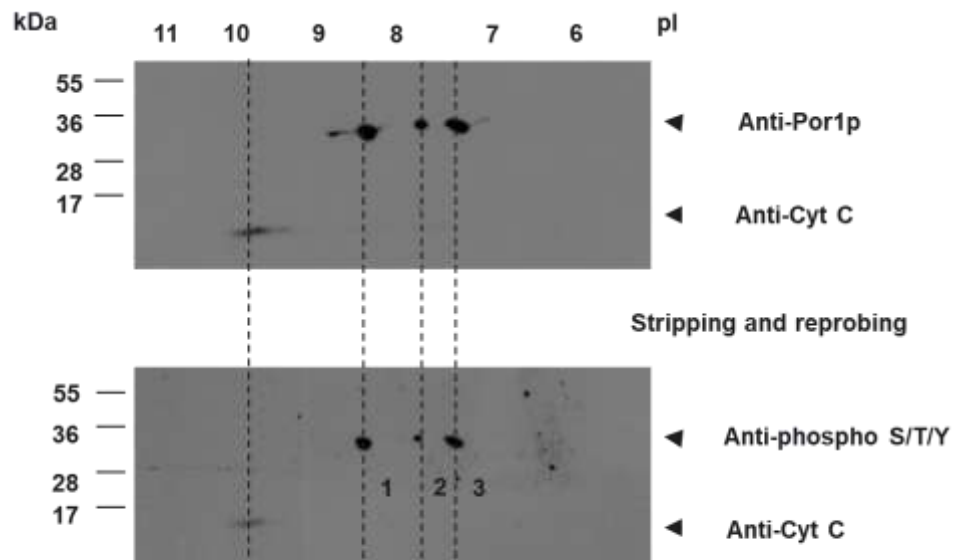 kDa 11 10 9 8 7 6 pI
55
36 Anti-Por1p
28
17 Anti-Cyt C
Stripping and reprobing
55
36 Anti-phospho S/T/Y
28 1 2 3
17 Anti-Cyt C